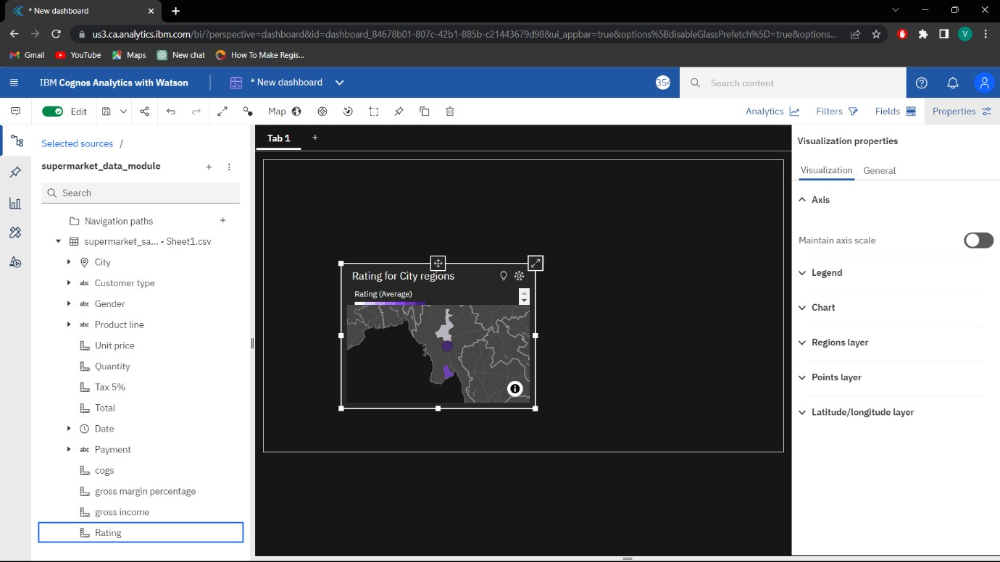 * New dashboard
us3.ca.analytics.ibm.com/bi/?perspective=dashboard&id=dashboard_84678b01-807c-42b1-885b-c21443679d98&ui_appbar=true&options%5BdisableGlassPrefetch%5D=true&options...
V
Gmail
YouTube
Maps
New chat
How To Make Regis...
IBM Cognos Analytics with Watson
* New dashboard
354
Search content
Edit
Map
Analytics
Filters
Fields
Properties
Selected sources /
supermarket_data_module
Search
Navigation paths
supermarket_sa... - Sheet1.csv
City
abc Customer type
abc Gender
abc Product line
Unit price
Quantity
Tax 5%
Total
Date
abc Payment
cogs
gross margin percentage
gross income
Rating
Tab 1
Rating for City regions
Rating (Average)
Visualization properties
Visualization
General
Axis
Maintain axis scale
Legend
Chart
Regions layer
Points layer
Latitude/longitude layer